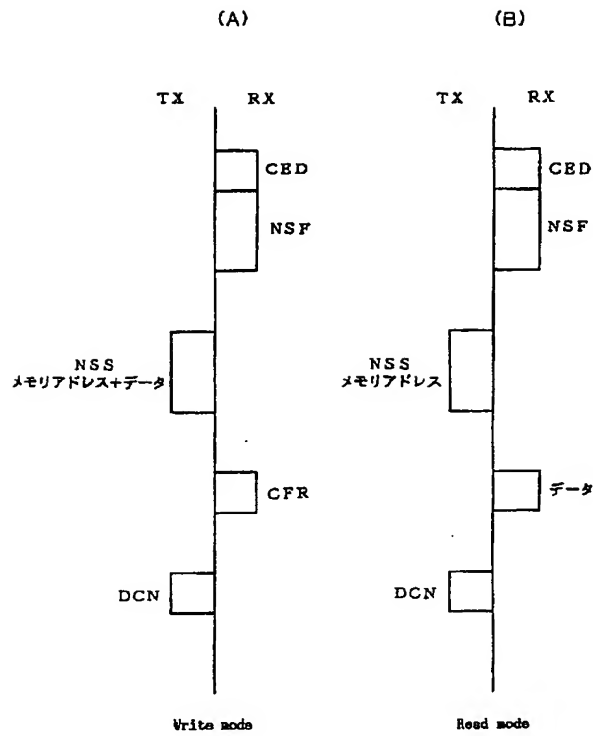 (A)
TX RX
CED
NSF
NSS
メモリアドレス+データ
CFR
DCN
Write mode
(B)
TX RX
CED
NSF
NSS
メモリアドレス
データ
DCN
Read mode